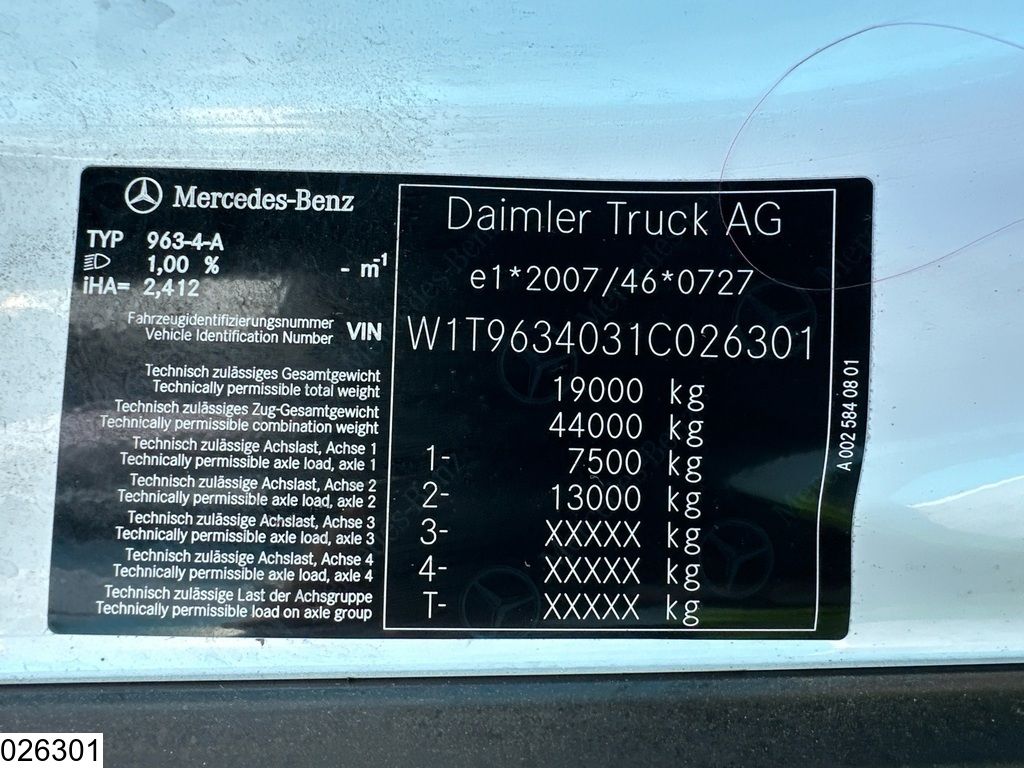 Mercedes-Benz
TYP 963-4-A
1,00 % - m-1
iHA= 2,412
Fahrzeugidentifizierungsnummer
Vehicle Identification Number VIN
Technisch zulässiges Gesamtgewicht
Technically permissible total weight
Technisch zulässiges Zug-Gesamtgewicht
Technically permissible combination weight
Technisch zulässige Achslast, Achse 1
Technically permissible axle load, axle 1
Technisch zulässige Achslast, Achse 2
Technically permissible axle load, axle 2
Technisch zulässige Achslast, Achse 3
Technically permissible axle load, axle 3
Technisch zulässige Achslast, Achse 4
Technically permissible axle load, axle 4
Technisch zulässige Last der Achsgruppe
Technically permissible load on axle group
Daimler Truck AG
e1*2007/46*0727
W1T9634031C026301
19000 kg
44000 kg
1- 7500 kg
2- 13000 kg
3- XXXXX kg
4- XXXXX kg
T- XXXXX kg
A 002 584 08 01
026301